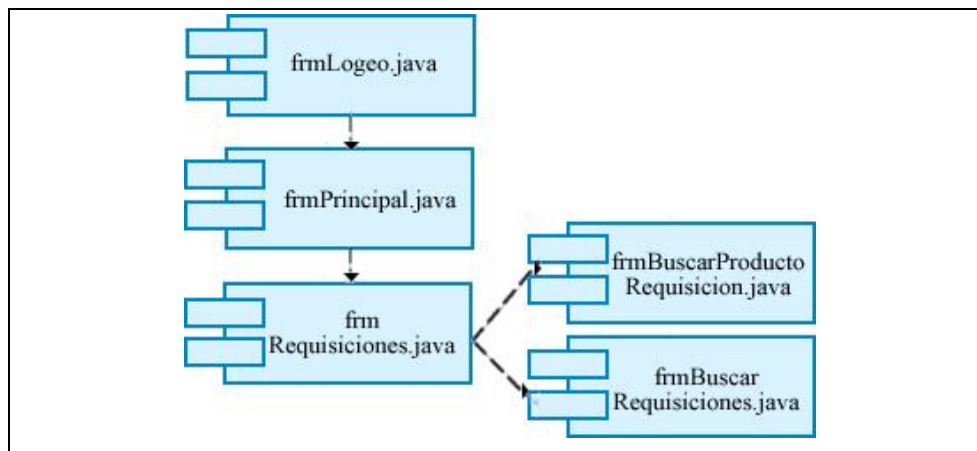 frmLogeo.java
frmPrincipal.java
frm
Requisiciones.java
frmBuscarProducto
Requisicion.java
frmBuscar
Requisiciones.java